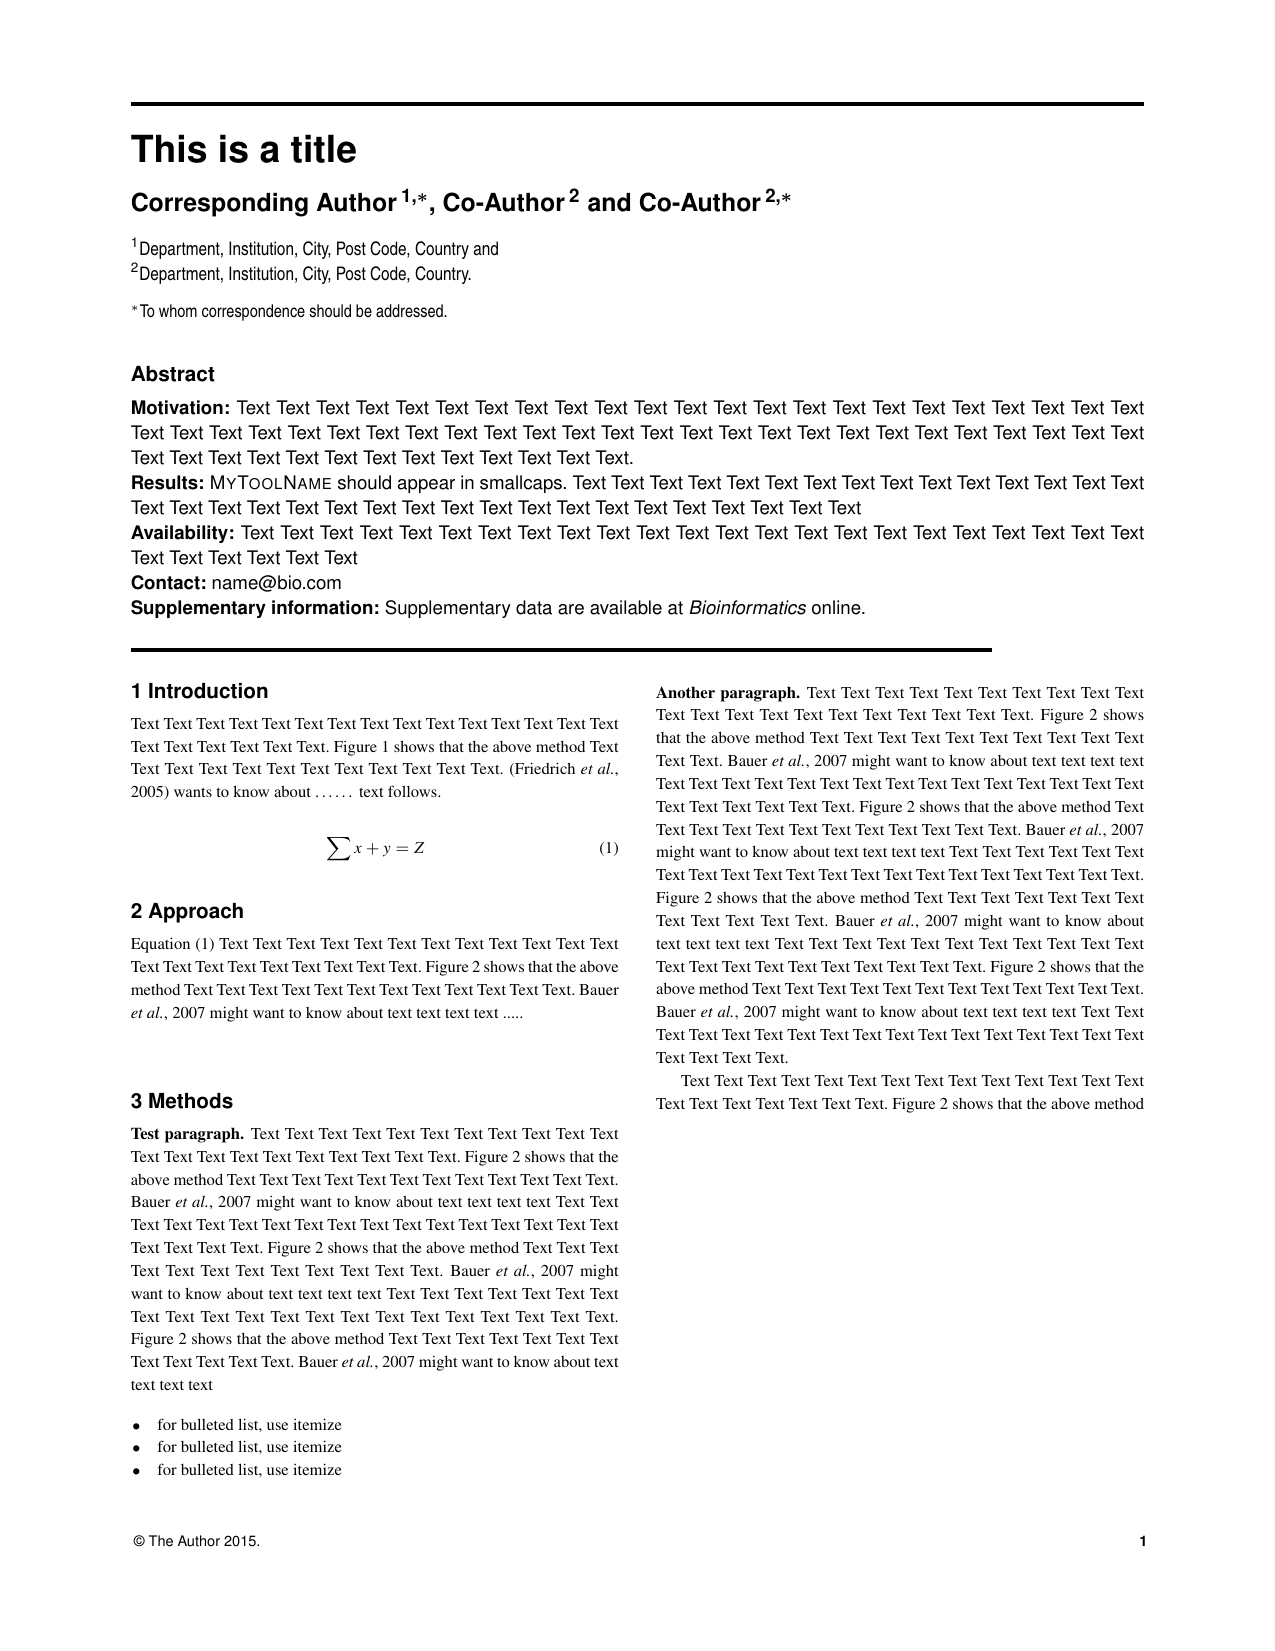 This is a title
Corresponding Author 1,*, Co-Author 2 and Co-Author 2,*
1Department, Institution, City, Post Code, Country and
2Department, Institution, City, Post Code, Country.
*To whom correspondence should be addressed.
Abstract
Motivation: Text Text Text Text Text Text Text Text Text Text Text Text Text Text Text Text Text Text Text Text Text Text Text
Text Text Text Text Text Text Text Text Text Text Text Text Text Text Text Text Text Text Text Text Text Text Text Text Text Text
Text Text Text Text Text Text Text Text Text Text Text Text Text.
Results: MYTOOLNAME should appear in smallcaps. Text Text Text Text Text Text Text Text Text Text Text Text Text Text Text
Text Text Text Text Text Text Text Text Text Text Text Text Text Text Text Text Text Text Text
Availability: Text Text Text Text Text Text Text Text Text Text Text Text Text Text Text Text Text Text Text Text Text Text Text
Text Text Text Text Text Text
Contact: name@bio.com
Supplementary information: Supplementary data are available at Bioinformatics online.
1 Introduction
Text Text Text Text Text Text Text Text Text Text Text Text Text Text Text
Text Text Text Text Text Text. Figure 1 shows that the above method Text
Text Text Text Text Text Text Text Text Text Text Text. (Friedrich et al.,
2005) wants to know about ...... text follows.
∑ x + y = Z (1)
2 Approach
Equation (1) Text Text Text Text Text Text Text Text Text Text Text Text
Text Text Text Text Text Text Text Text Text. Figure 2 shows that the above
method Text Text Text Text Text Text Text Text Text Text Text Text. Bauer
et al., 2007 might want to know about text text text text .....
3 Methods
Test paragraph. Text Text Text Text Text Text Text Text Text Text Text
Text Text Text Text Text Text Text Text Text Text. Figure 2 shows that the
above method Text Text Text Text Text Text Text Text Text Text Text Text.
Bauer et al., 2007 might want to know about text text text text Text Text
Text Text Text Text Text Text Text Text Text Text Text Text Text Text Text
Text Text Text Text. Figure 2 shows that the above method Text Text Text
Text Text Text Text Text Text Text Text Text. Bauer et al., 2007 might
want to know about text text text text Text Text Text Text Text Text Text
Text Text Text Text Text Text Text Text Text Text Text Text Text Text.
Figure 2 shows that the above method Text Text Text Text Text Text Text
Text Text Text Text Text. Bauer et al., 2007 might want to know about text
text text text
• for bulleted list, use itemize
• for bulleted list, use itemize
• for bulleted list, use itemize
Another paragraph. Text Text Text Text Text Text Text Text Text Text
Text Text Text Text Text Text Text Text Text Text Text. Figure 2 shows
that the above method Text Text Text Text Text Text Text Text Text Text
Text Text. Bauer et al., 2007 might want to know about text text text text
Text Text Text Text Text Text Text Text Text Text Text Text Text Text Text
Text Text Text Text Text Text. Figure 2 shows that the above method Text
Text Text Text Text Text Text Text Text Text Text Text. Bauer et al., 2007
might want to know about text text text text Text Text Text Text Text Text
Text Text Text Text Text Text Text Text Text Text Text Text Text Text Text.
Figure 2 shows that the above method Text Text Text Text Text Text Text
Text Text Text Text Text. Bauer et al., 2007 might want to know about
text text text text Text Text Text Text Text Text Text Text Text Text Text
Text Text Text Text Text Text Text Text Text Text. Figure 2 shows that the
above method Text Text Text Text Text Text Text Text Text Text Text Text.
Bauer et al., 2007 might want to know about text text text text Text Text
Text Text Text Text Text Text Text Text Text Text Text Text Text Text Text
Text Text Text Text.
Text Text Text Text Text Text Text Text Text Text Text Text Text Text
Text Text Text Text Text Text Text. Figure 2 shows that the above method
© The Author 2015.
1